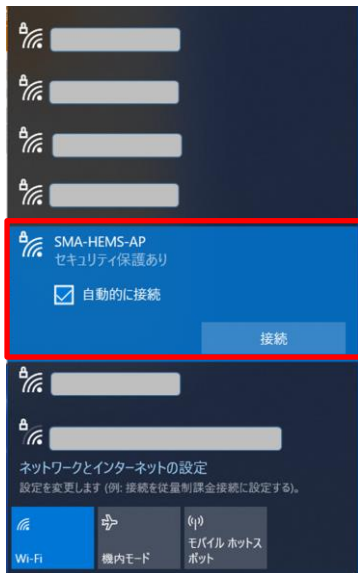 SMA-HEMS-AP
セキュリティ保護あり
自動的に接続
接続
ネットワークとインターネットの設定
設定を変更します (例: 接続を従量制課金接続に設定する)。
Wi-Fi
機内モード
モバイル ホットス
ポット